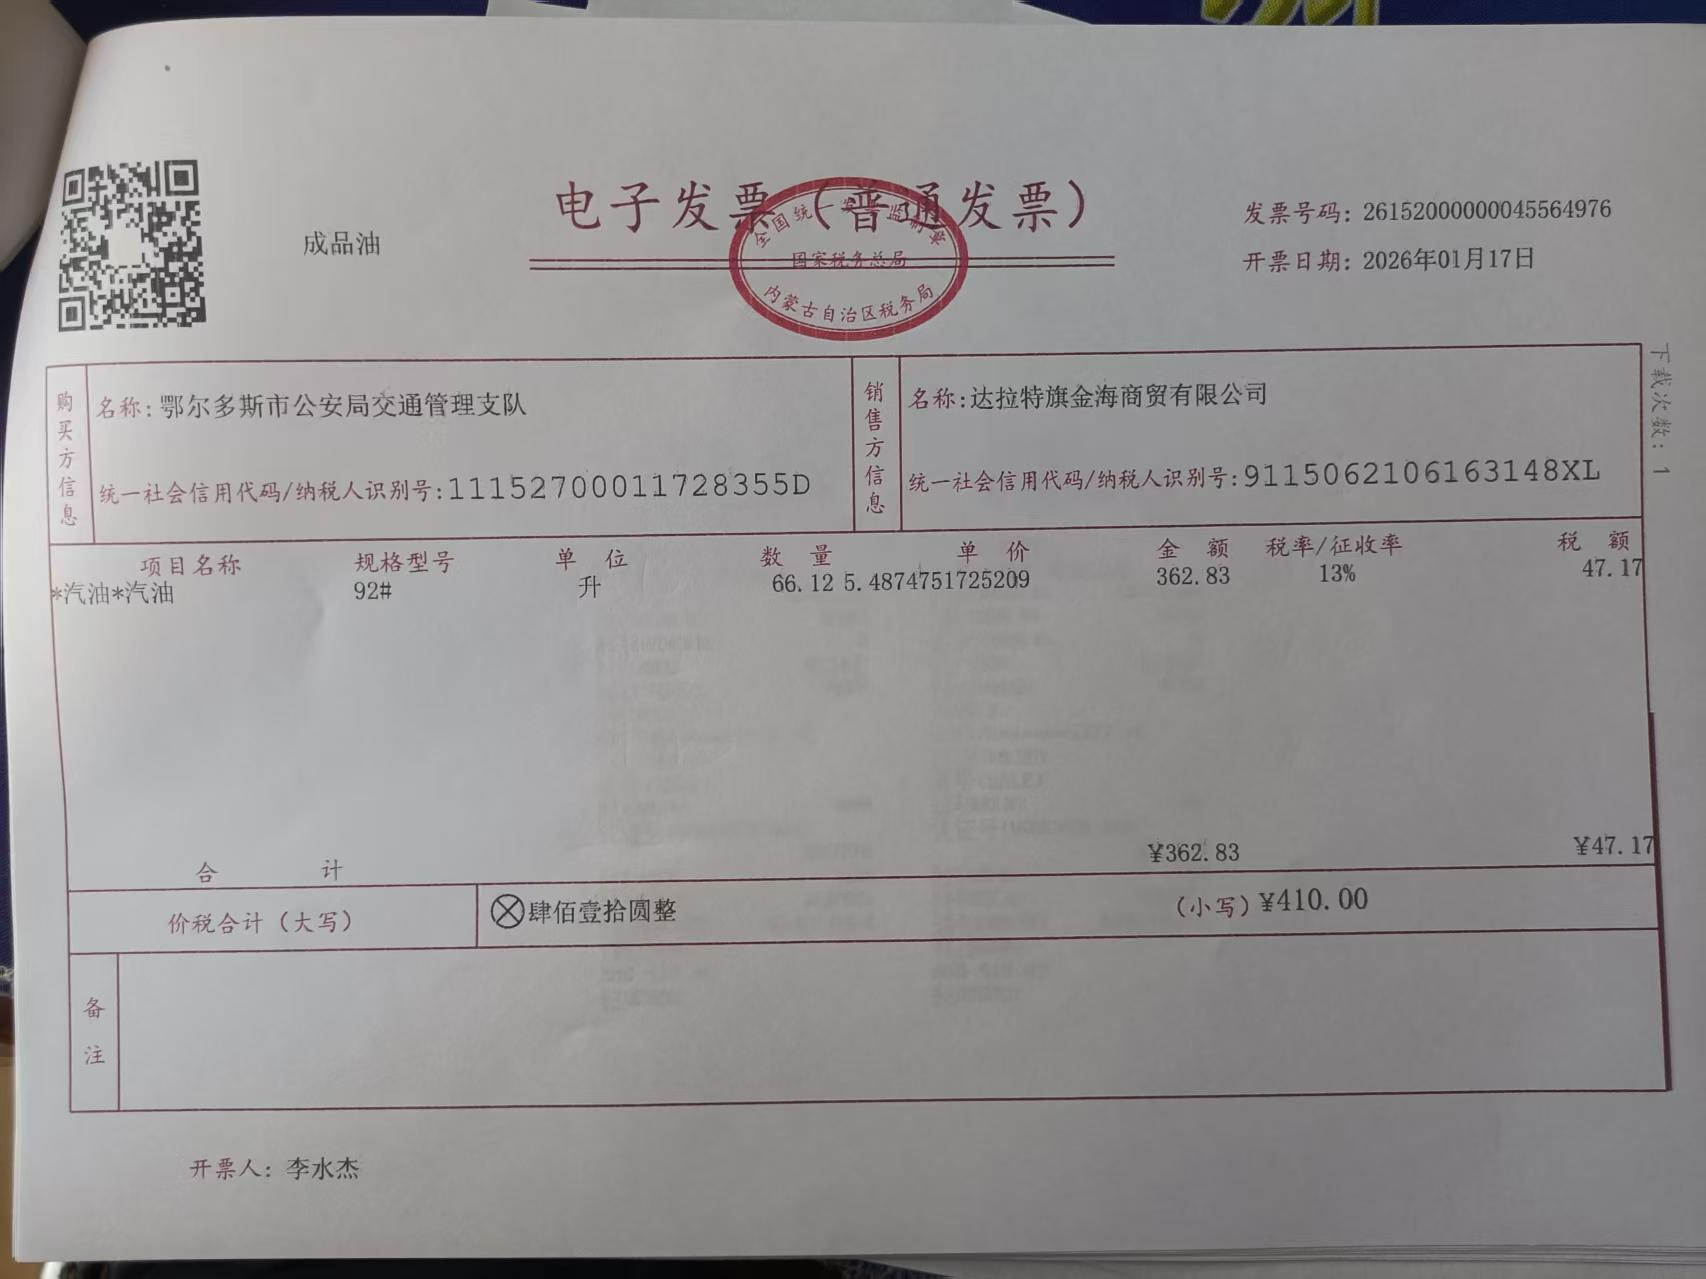 电子发票（普通发票）
全国统一发票监制章
国家税务总局
内蒙古自治区税务局
成品油
发票号码：26152000000045564976
开票日期：2026年01月17日
下载次数：1
购买方信息
名称：鄂尔多斯市公安局交通管理支队
统一社会信用代码/纳税人识别号：11152700011728355D
销售方信息
名称：达拉特旗金海商贸有限公司
统一社会信用代码/纳税人识别号：9115062106163148XL
项目名称 规格型号 单位 数量 单价 金额 税率/征收率 税额
*汽油*汽油 92# 升 66.12 5.4874751725209 362.83 13% 47.17
合计 ¥362.83 ¥47.17
价税合计（大写） ⊗肆佰壹拾圆整 （小写）¥410.00
备注
开票人：李水杰